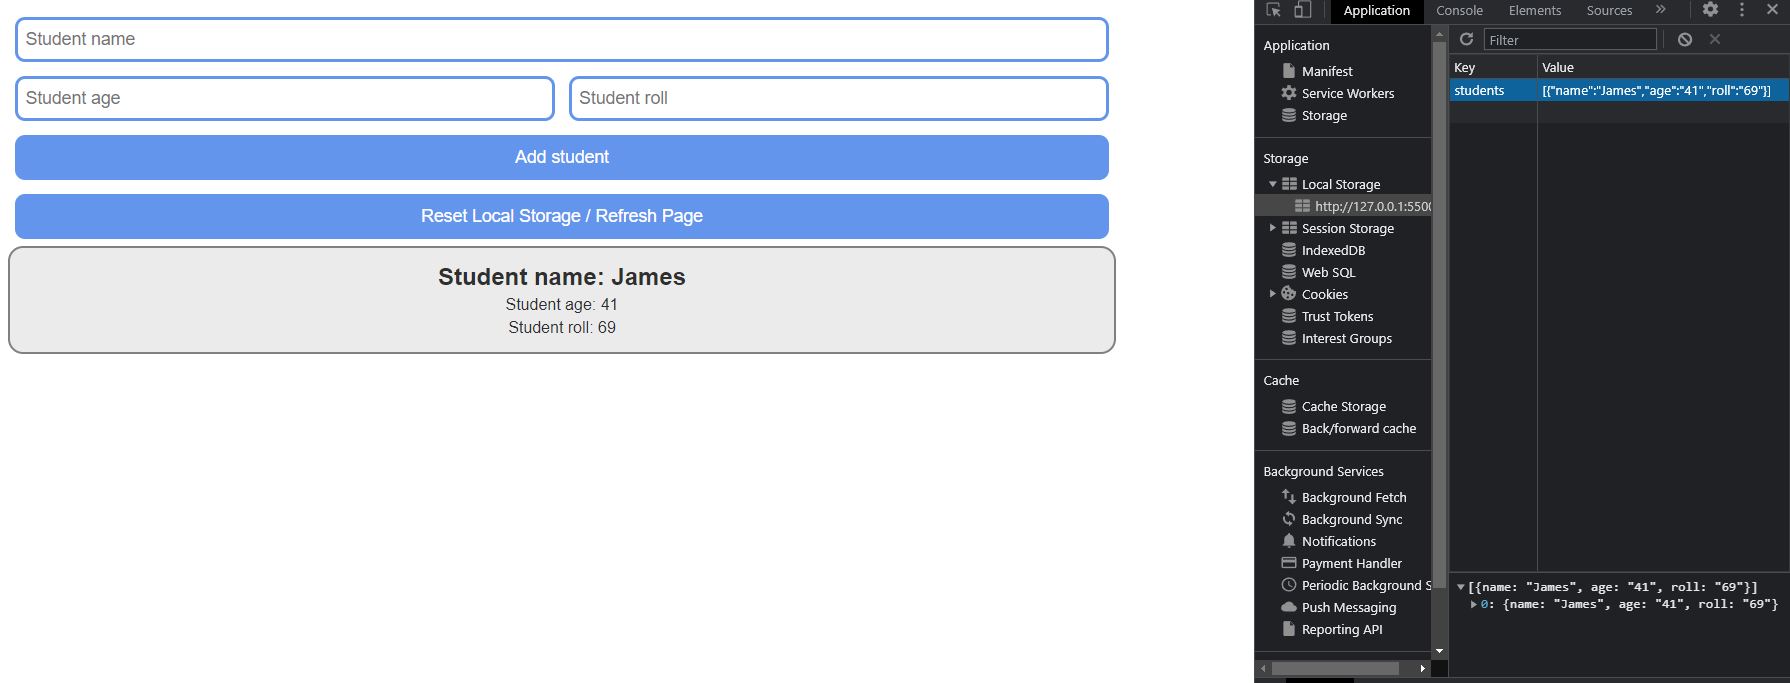 Student name
Student age Student roll
Add student
Reset Local Storage / Refresh Page
Student name: James
Student age: 41
Student roll: 69
Application Console Elements Sources »
Application
Manifest
Service Workers
Storage
Storage
Local Storage
http://127.0.0.1:5500
Session Storage
IndexedDB
Web SQL
Cookies
Trust Tokens
Interest Groups
Cache
Cache Storage
Back/forward cache
Background Services
Background Fetch
Background Sync
Notifications
Payment Handler
Periodic Background S
Push Messaging
Reporting API
Filter
Key Value
students [{"name":"James","age":"41","roll":"69"}]
[{name: "James", age: "41", roll: "69"}]
0: {name: "James", age: "41", roll: "69"}